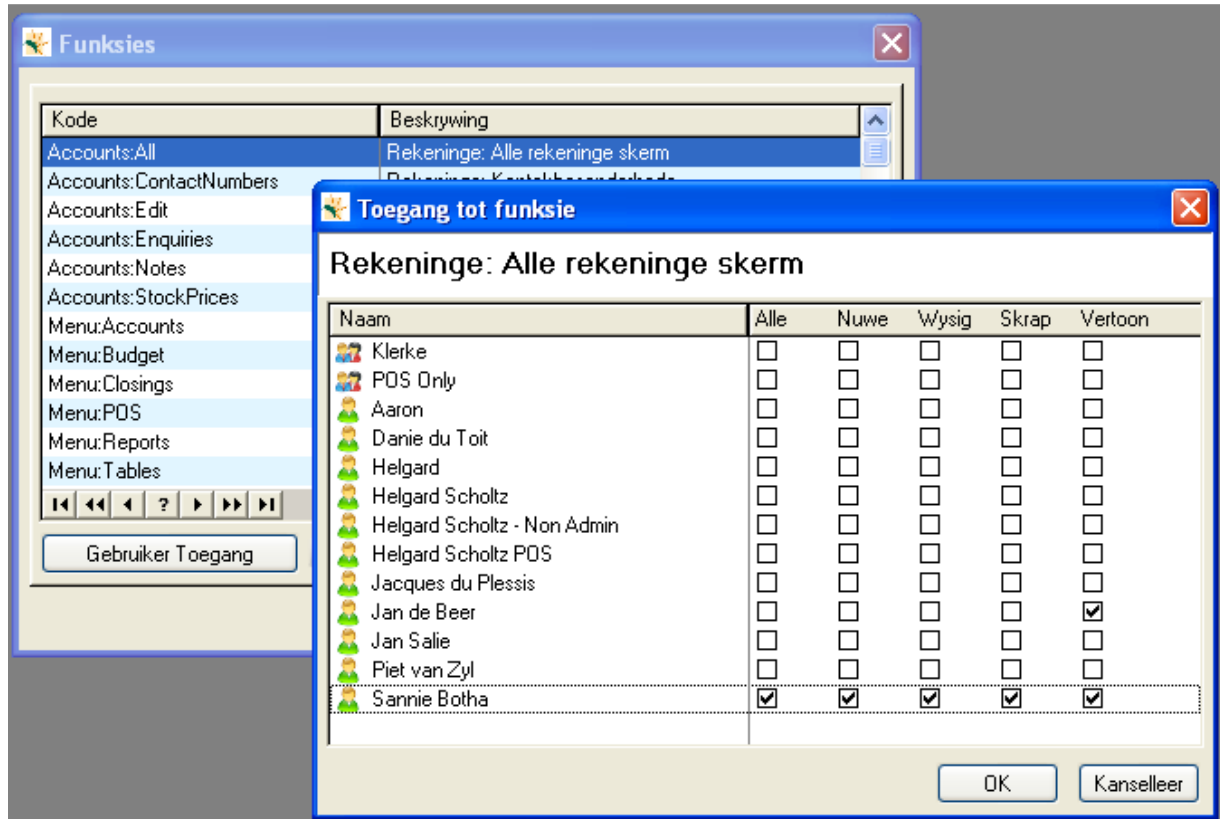 Funksies
Kode Beskrywing
Accounts:All Rekeninge: Alle rekeninge skerm
Accounts:ContactNumbers Rekeninge: Kontakbesonderhede
Accounts:Edit
Accounts:Enquiries
Accounts:Notes
Accounts:StockPrices
Menu:Accounts
Menu:Budget
Menu:Closings
Menu:POS
Menu:Reports
Menu:Tables
?
Gebruiker Toegang
Toegang tot funksie
Rekeninge: Alle rekeninge skerm
Naam Alle Nuwe Wysig Skrap Vertoon
Klerke
POS Only
Aaron
Danie du Toit
Helgard
Helgard Scholtz
Helgard Scholtz - Non Admin
Helgard Scholtz POS
Jacques du Plessis
Jan de Beer
Jan Salie
Piet van Zyl
Sannie Botha
OK Kanselleer